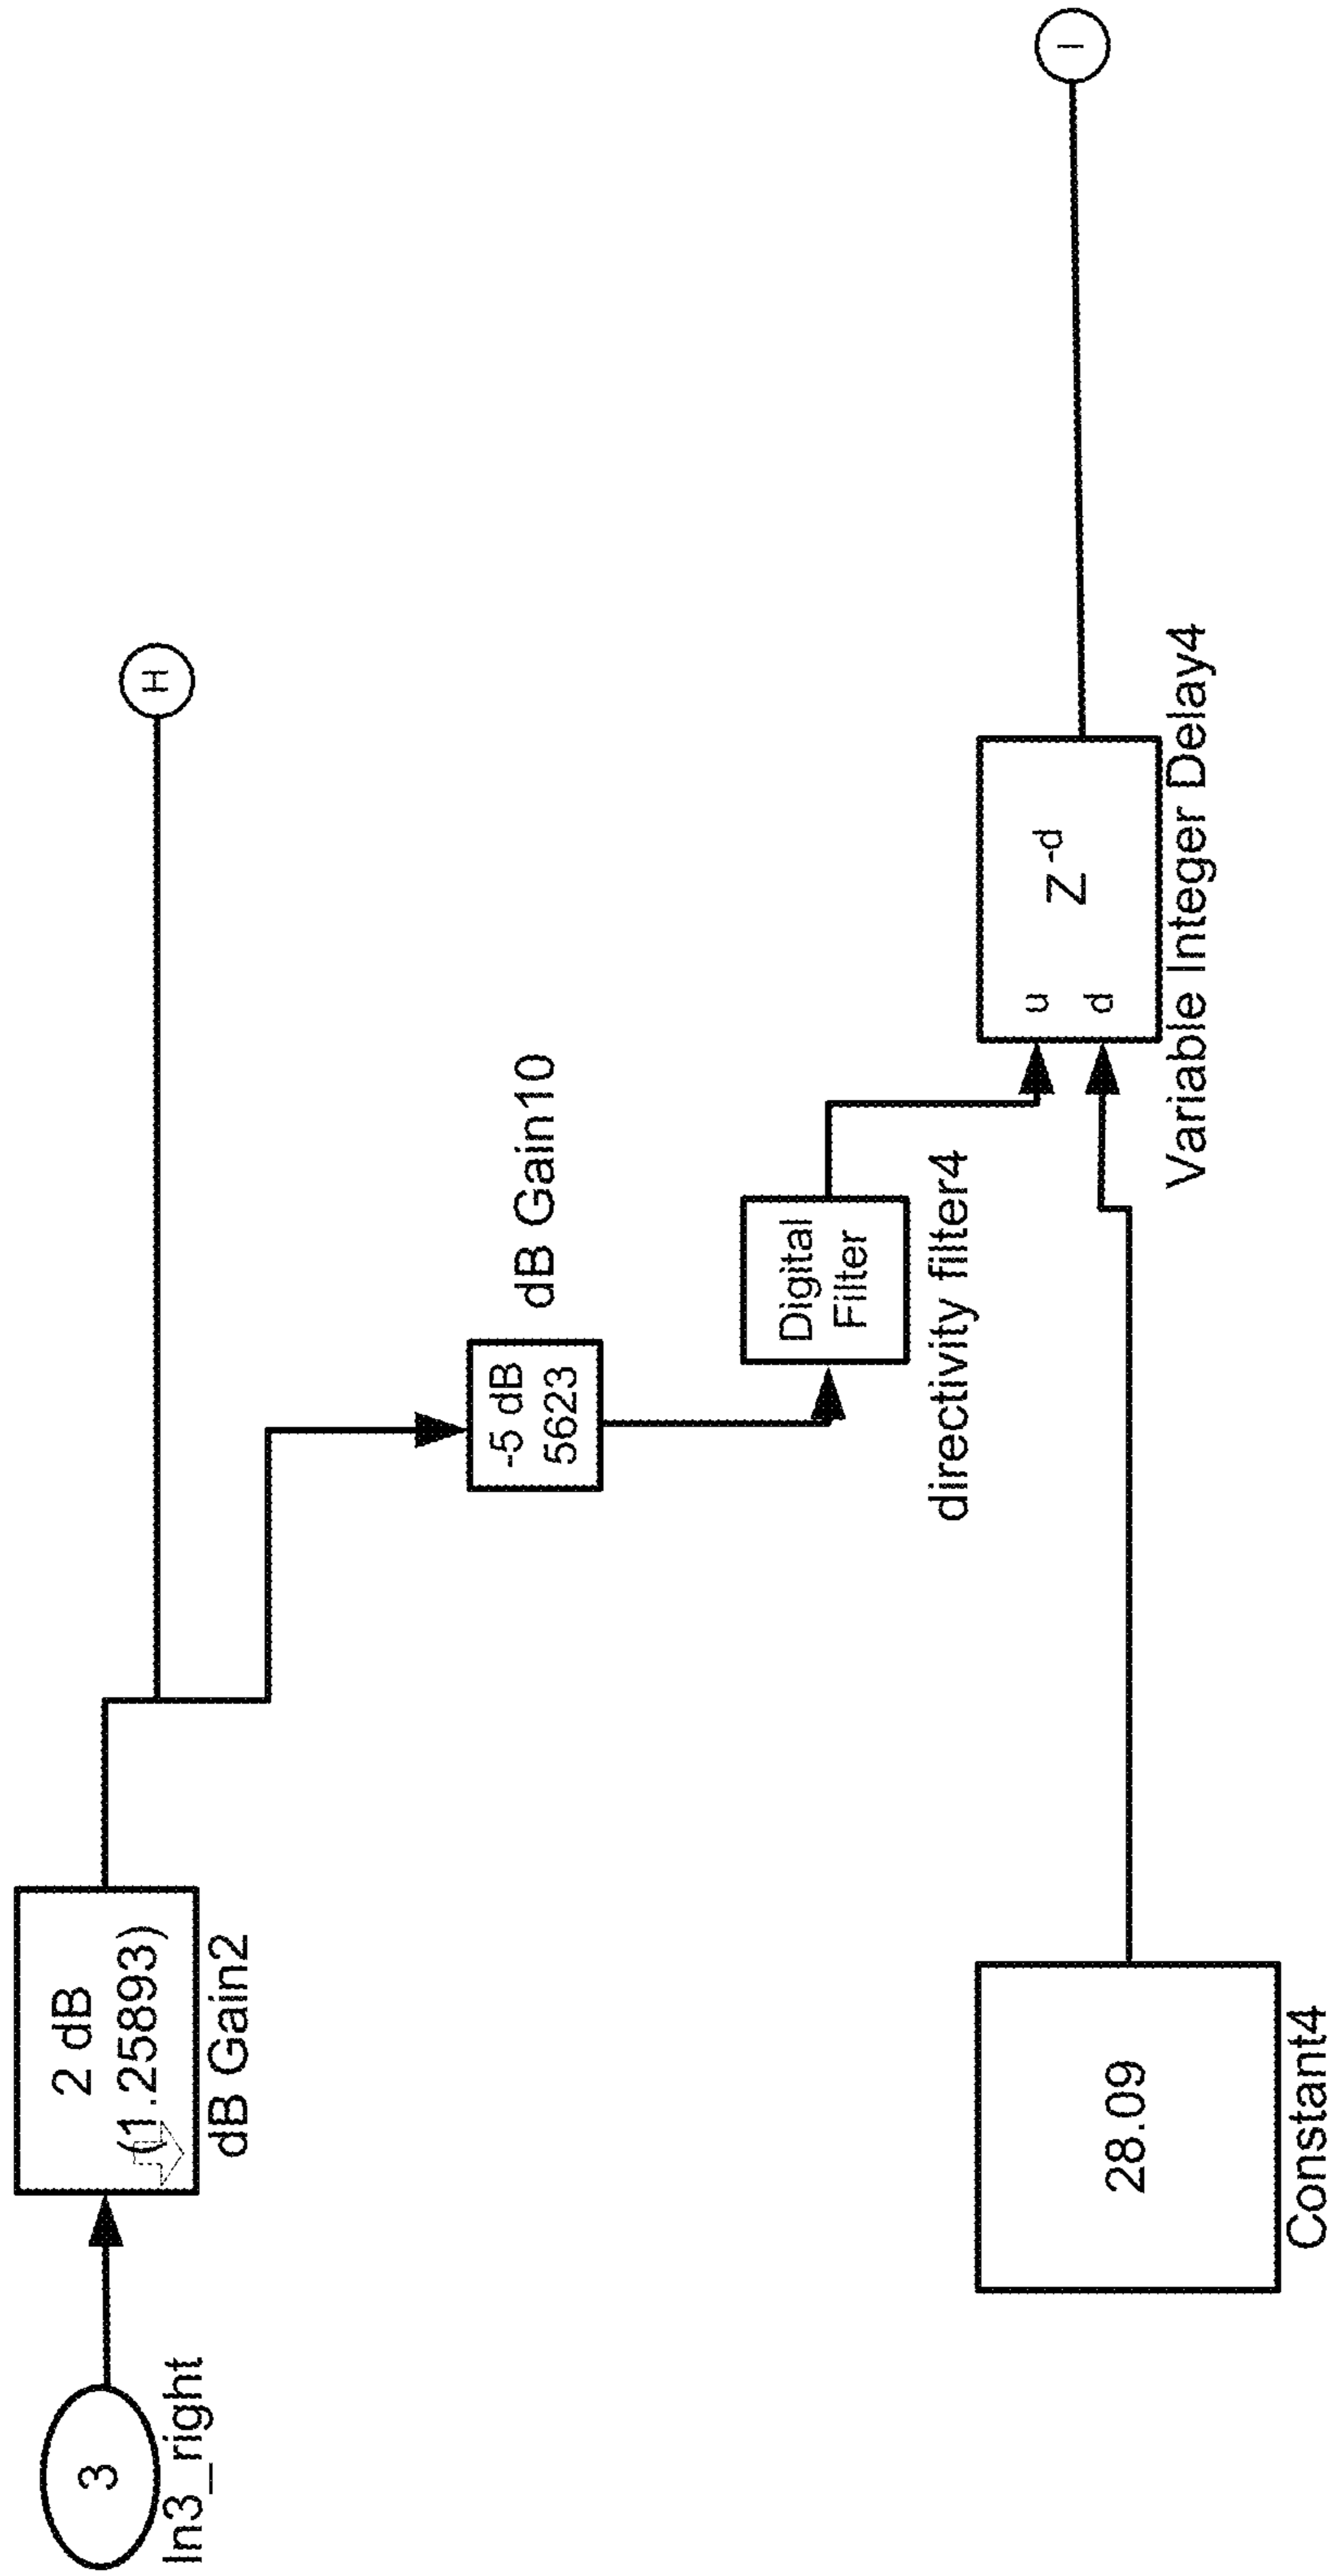 3
In3_right
2 dB
(1.25893)
dB Gain2
H
-5 dB
5623
dB Gain10
Digital
Filter
directivity filter4
28.09
Constant4
u
d
Z^-d
Variable Integer Delay4
I